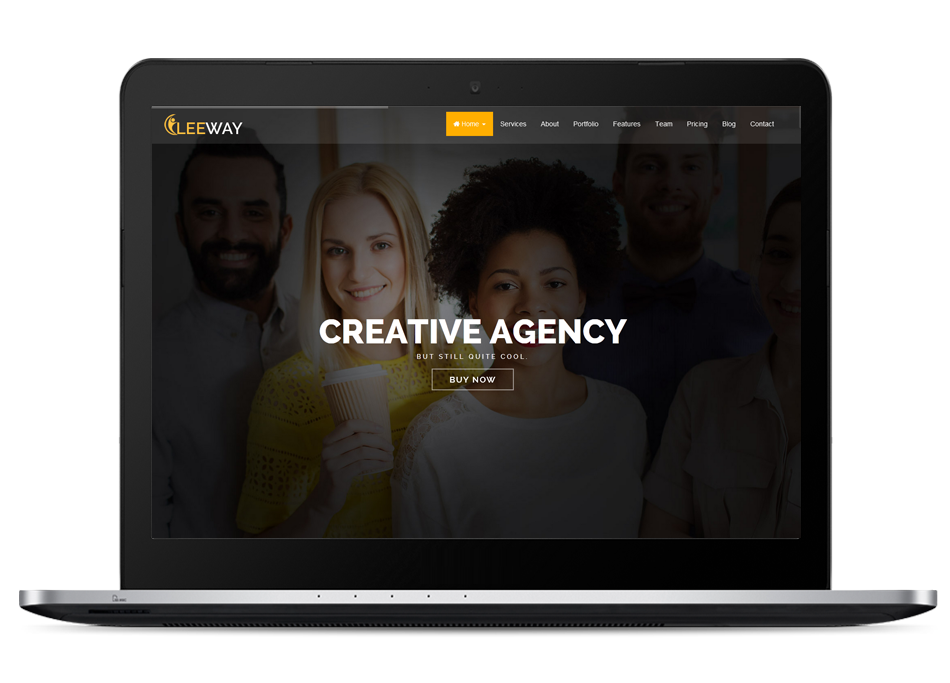 LEEWAY
Home Services About Portfolio Features Team Pricing Blog Contact
CREATIVE AGENCY
BUT STILL QUITE COOL.
BUY NOW